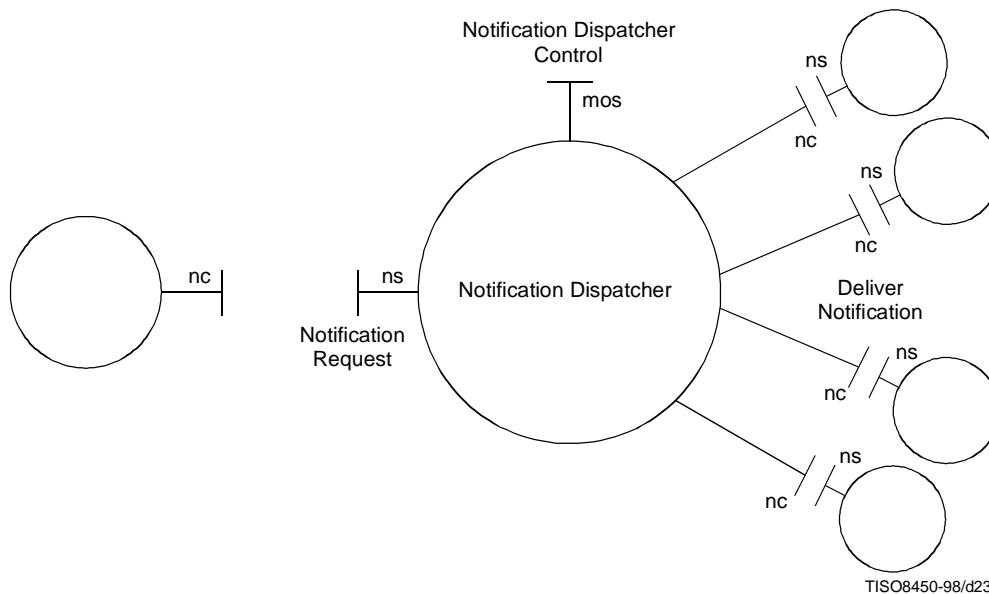 Notification Dispatcher
Control
mos
ns
nc
ns
nc
nc
ns
Notification Dispatcher
Notification
Request
Deliver
Notification
ns
nc
ns
nc
TISO8450-98/d23